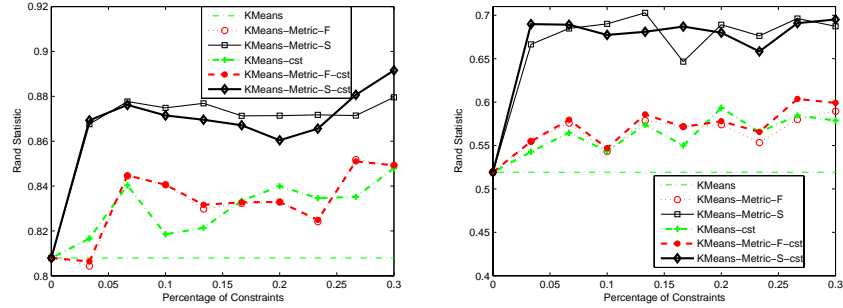 0.92
0.88
0.84
0.82
0.8
0
0.05
0.1
0.15
0.2
0.25
0.3
Rand Statistic
Percentage of Constraints
KMeans
KMeans-Metric-F
KMeans-Metric-S
KMeans-cst
KMeans-Metric-F-cst
KMeans-Metric-S-cst
0.7
0.65
0.6
0.55
0.5
0.45
0.4
0
0.05
0.1
0.15
0.2
0.25
0.3
Rand Statistic
Percentage of Constraints
KMeans
KMeans-Metric-F
KMeans-Metric-S
KMeans-cst
KMeans-Metric-F-cst
KMeans-Metric-S-cst